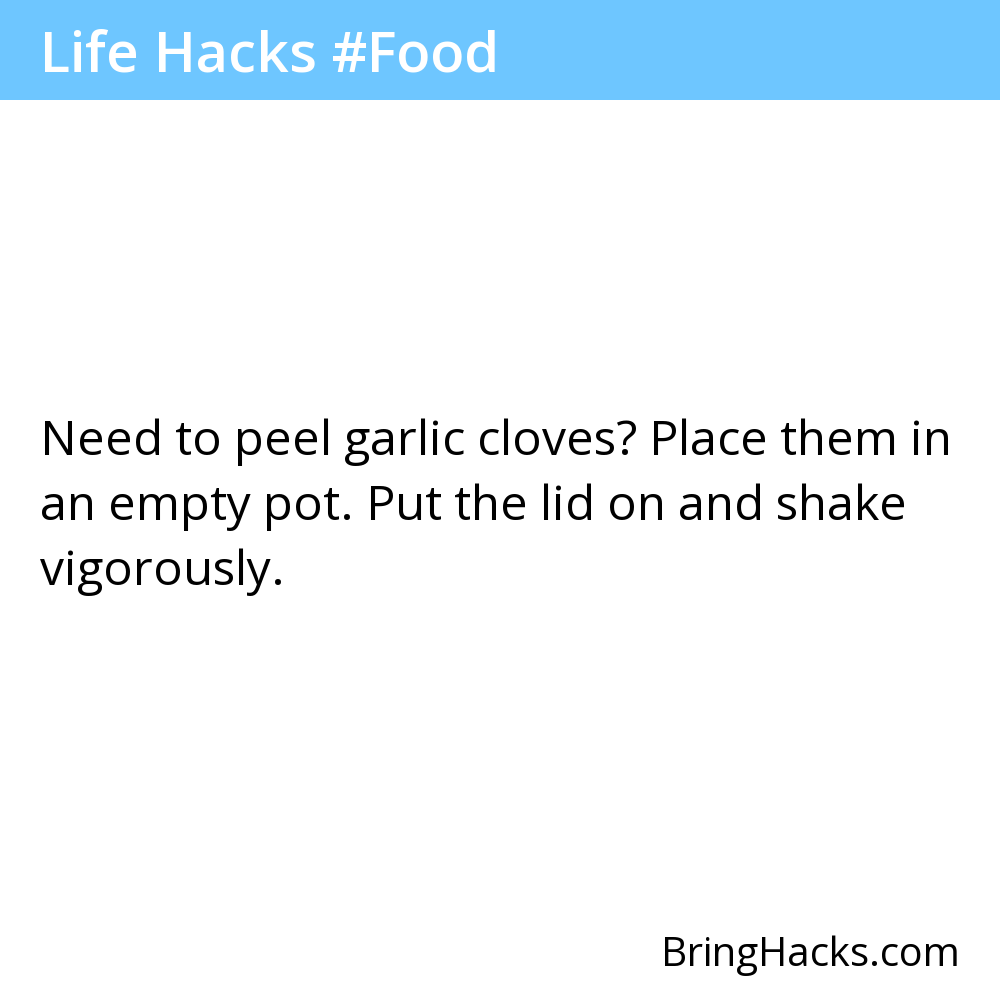 Life Hacks #Food
Need to peel garlic cloves? Place them in
an empty pot. Put the lid on and shake
vigorously.
BringHacks.com